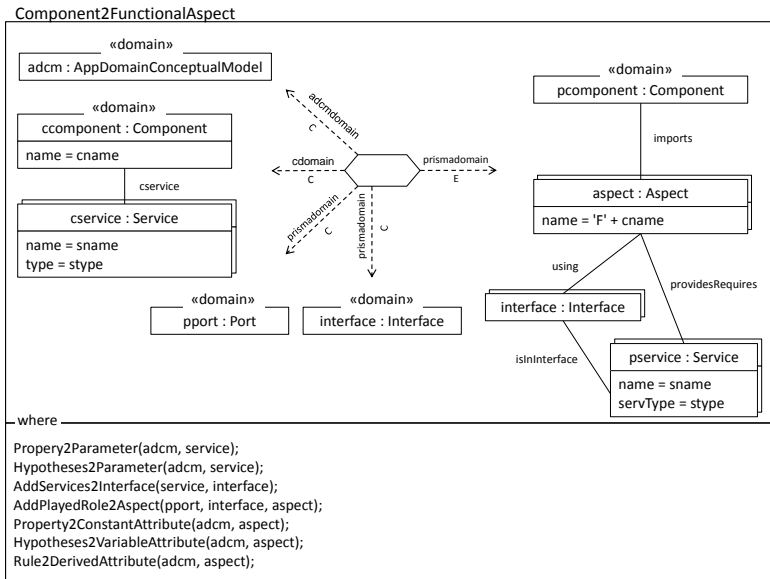 Component2FunctionalAspect
«domain»
adcm : AppDomainConceptualModel
«domain»
ccomponent : Component
name = cname
cservice
cservice : Service
name = sname
type = stype
adcmdomain
C
cdomain
C
prismadomain
C
prismadomain
C
prismadomain
E
«domain»
pport : Port
«domain»
interface : Interface
«domain»
pcomponent : Component
imports
aspect : Aspect
name = 'F' + cname
using
providesRequires
interface : Interface
isInInterface
pservice : Service
name = sname
servType = stype
where
Propery2Parameter(adcm, service);
Hypotheses2Parameter(adcm, service);
AddServices2Interface(service, interface);
AddPlayedRole2Aspect(pport, interface, aspect);
Property2ConstantAttribute(adcm, aspect);
Hypotheses2VariableAttribute(adcm, aspect);
Rule2DerivedAttribute(adcm, aspect);